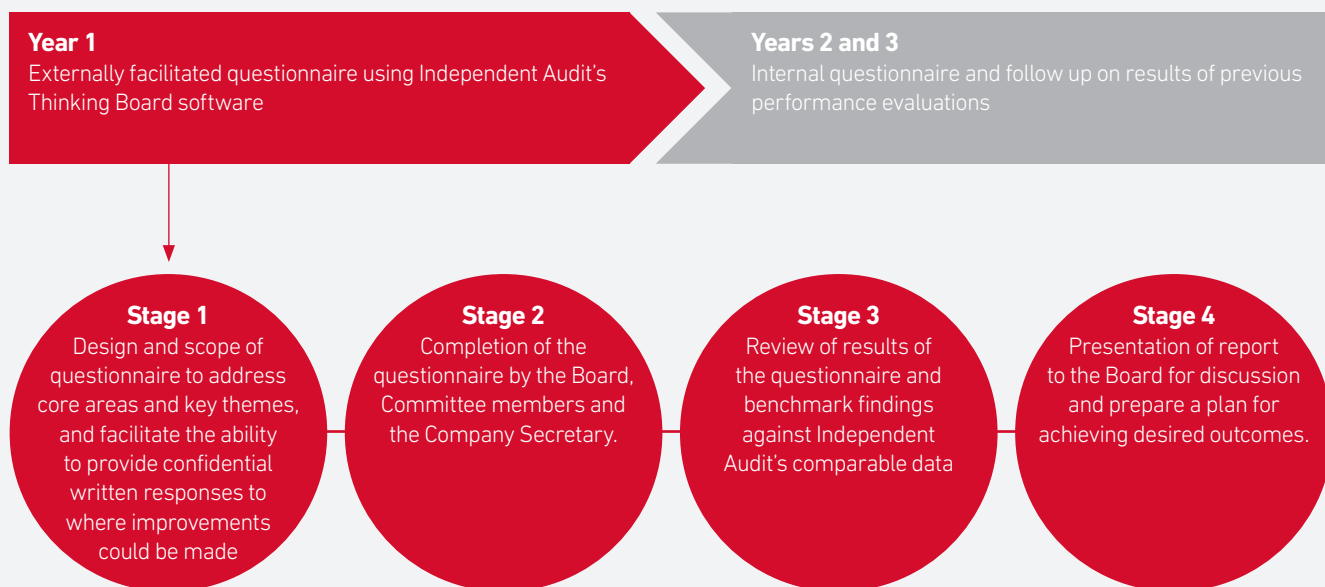 Year 1
Externally facilitated questionnaire using Independent Audit's
Thinking Board software
Years 2 and 3
Internal questionnaire and follow up on results of previous
performance evaluations
Stage 1
Design and scope of
questionnaire to address
core areas and key themes,
and facilitate the ability
to provide confidential
written responses to
where improvements
could be made
Stage 2
Completion of the
questionnaire by the Board,
Committee members and
the Company Secretary.
Stage 3
Review of results of
the questionnaire and
benchmark findings
against Independent
Audit's comparable data
Stage 4
Presentation of report
to the Board for discussion
and prepare a plan for
achieving desired outcomes.